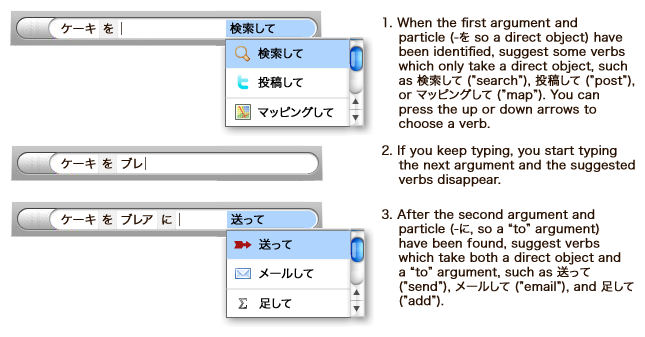 ケーキ を 検索して
検索して
投稿して
マッピングして
1. When the first argument and
particle (-を so a direct object) have
been identified, suggest some verbs
which only take a direct object, such
as 検索して ("search"), 投稿して ("post"),
or マッピングして ("map"). You can
press the up or down arrows to
choose a verb.
ケーキ を ブレ
2. If you keep typing, you start typing
the next argument and the suggested
verbs disappear.
ケーキ を ブレア に 送って
送って
メールして
足して
3. After the second argument and
particle (-に, so a “to” argument)
have been found, suggest verbs
which take both a direct object and
a “to” argument, such as 送って
("send"), メールして ("email"), and 足して
("add").